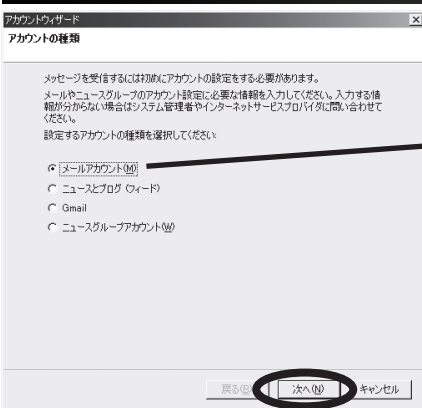 アカウントウィザード
アカウントの種類
メッセージを受信するには初めにアカウントの設定をする必要があります。
メールやニュースグループのアカウント設定に必要な情報を入力してください。入力する情
報が分からない場合はシステム管理者やインターネットサービスプロバイダに問い合わせて
ください。
設定するアカウントの種類を選択してください:
メールアカウント(M)
ニュースとブログ (フィード)
Gmail
ニュースグループアカウント(W)
戻る(B)
次へ(N)
キャンセル